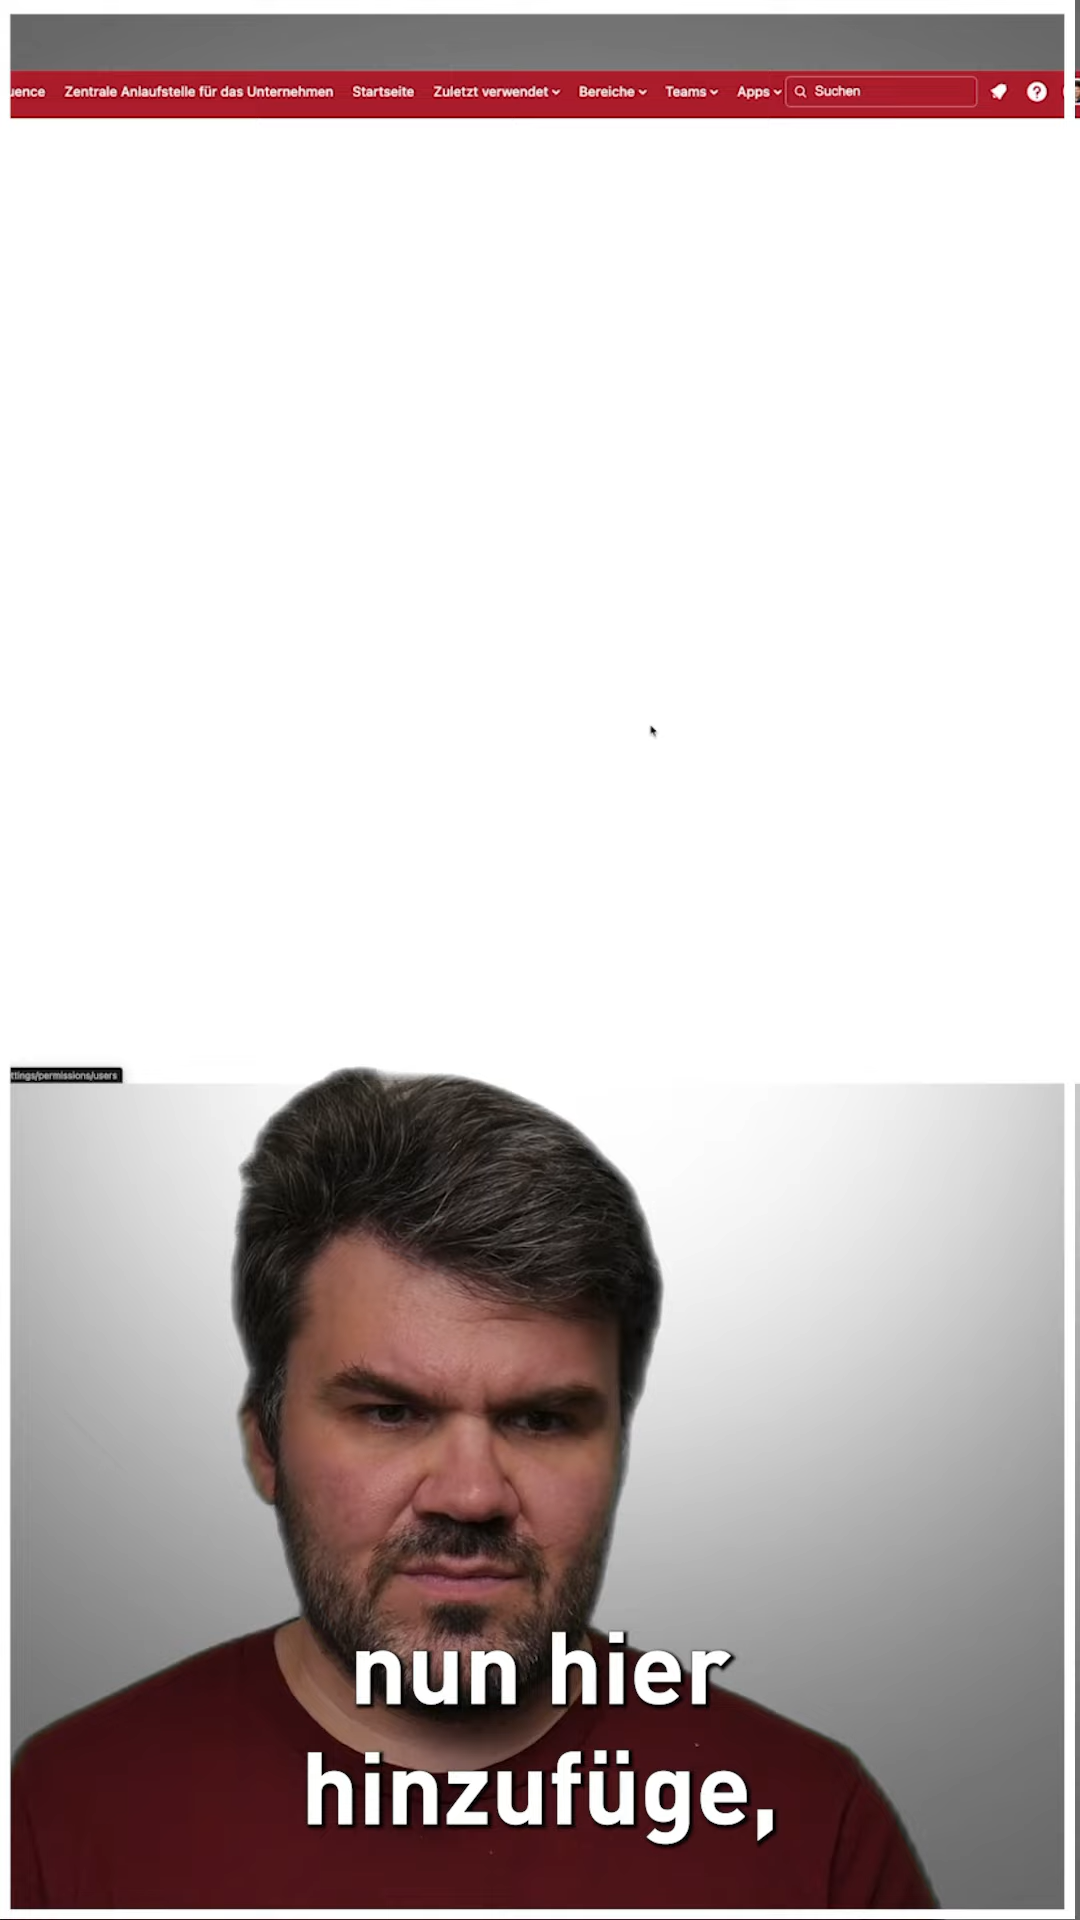 uence Zentrale Anlaufstelle für das Unternehmen Startseite Zuletzt verwendet Bereiche Teams Apps Suchen
ttings/permissions/users
nun hier
hinzufüge,